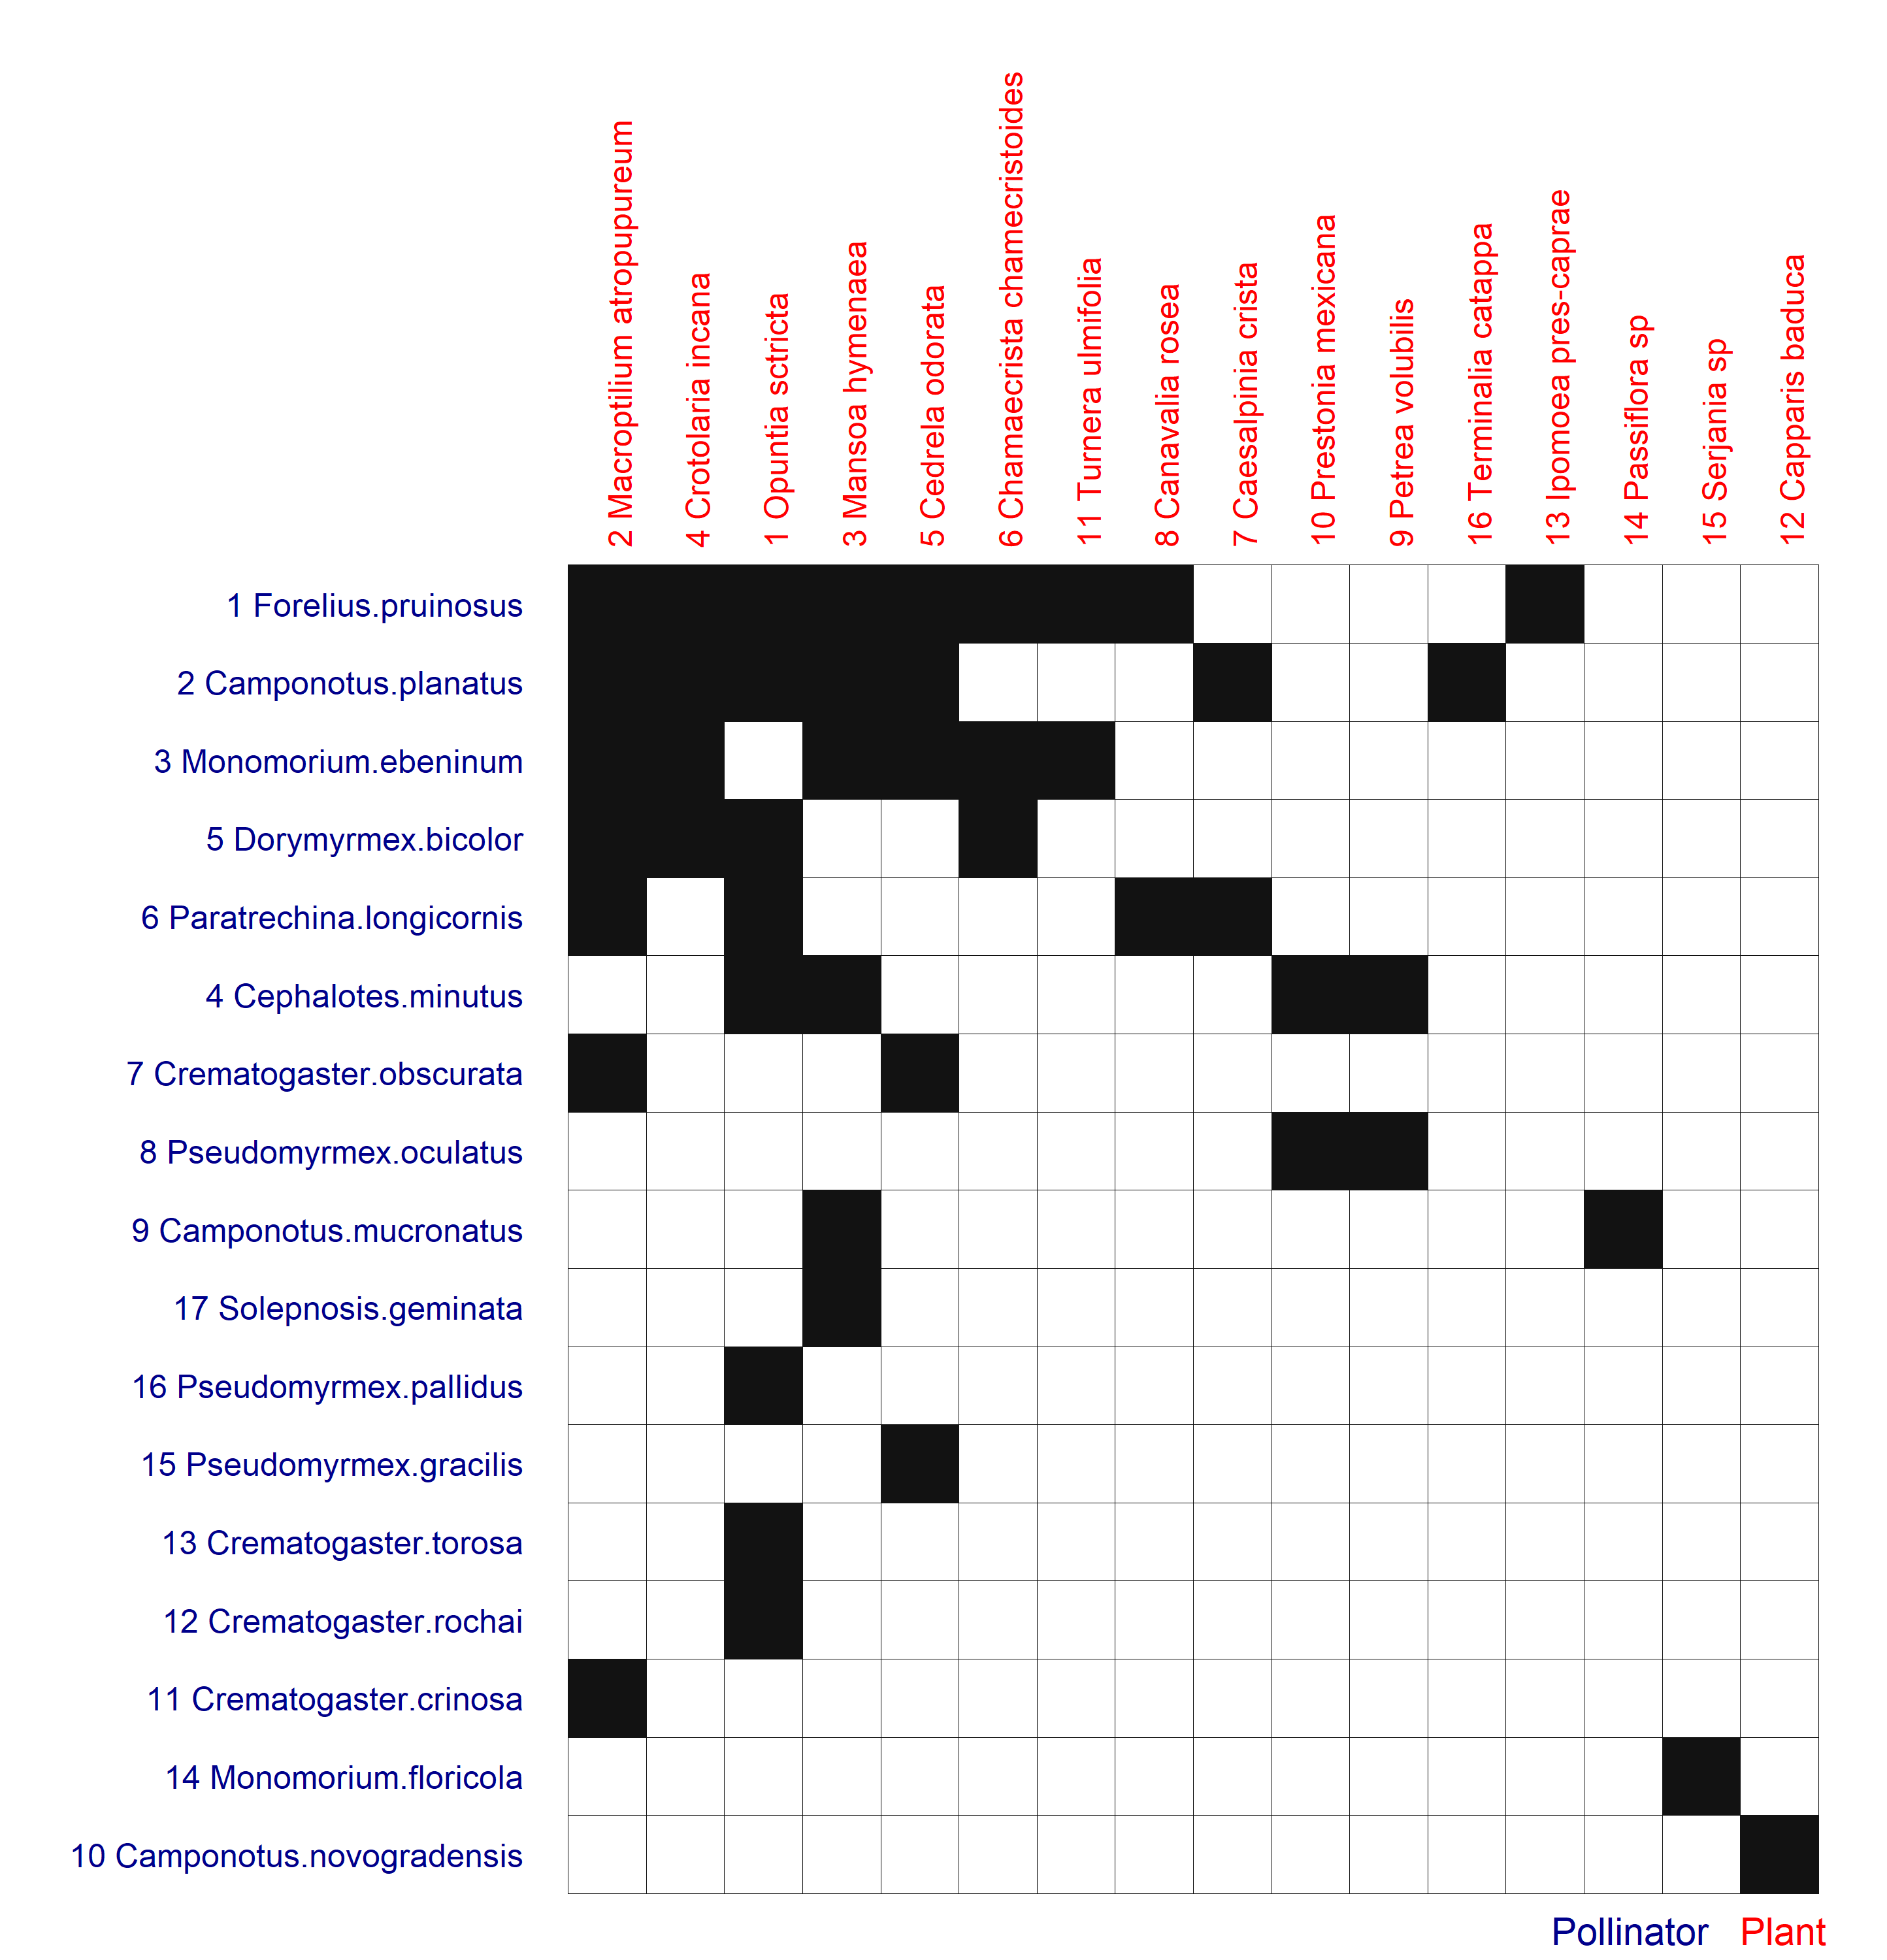 2 Macroptilium atropupureum
4 Crotolaria incana
1 Opuntia sctricta
3 Mansoa hymenaea
5 Cedrela odorata
6 Chamaecrista chamecristoides
11 Turnera ulmifolia
8 Canavalia rosea
7 Caesalpinia crista
10 Prestonia mexicana
9 Petrea volubilis
16 Terminalia catappa
13 Ipomoea pres-caprae
14 Passiflora sp
15 Serjania sp
12 Capparis baduca
1 Forelius.pruinosus
2 Camponotus.planatus
3 Monomorium.ebeninum
5 Dorymyrmex.bicolor
6 Paratrechina.longicornis
4 Cephalotes.minutus
7 Crematogaster.obscurata
8 Pseudomyrmex.oculatus
9 Camponotus.mucronatus
17 Solepnosis.geminata
16 Pseudomyrmex.pallidus
15 Pseudomyrmex.gracilis
13 Crematogaster.torosa
12 Crematogaster.rochai
11 Crematogaster.crinosa
14 Monomorium.floricola
10 Camponotus.novogradensis
Pollinator Plant